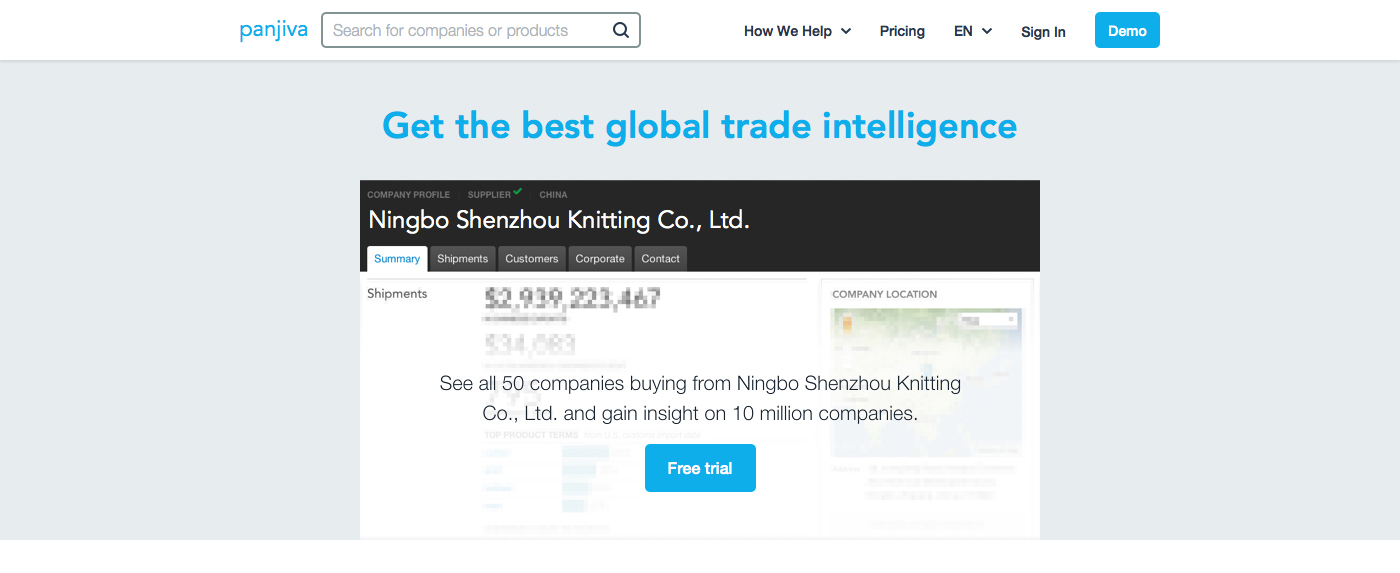 panjiva
Search for companies or products
How We Help
Pricing
EN
Sign In
Demo
Get the best global trade intelligence
COMPANY PROFILE
SUPPLIER
CHINA
Ningbo Shenzhou Knitting Co., Ltd.
Summary
Shipments
Customers
Corporate
Contact
Shipments
$2,939,223,467
$34,083
COMPANY LOCATION
See all 50 companies buying from Ningbo Shenzhou Knitting
Co., Ltd. and gain insight on 10 million companies.
TOP PRODUCT TERMS
Free trial